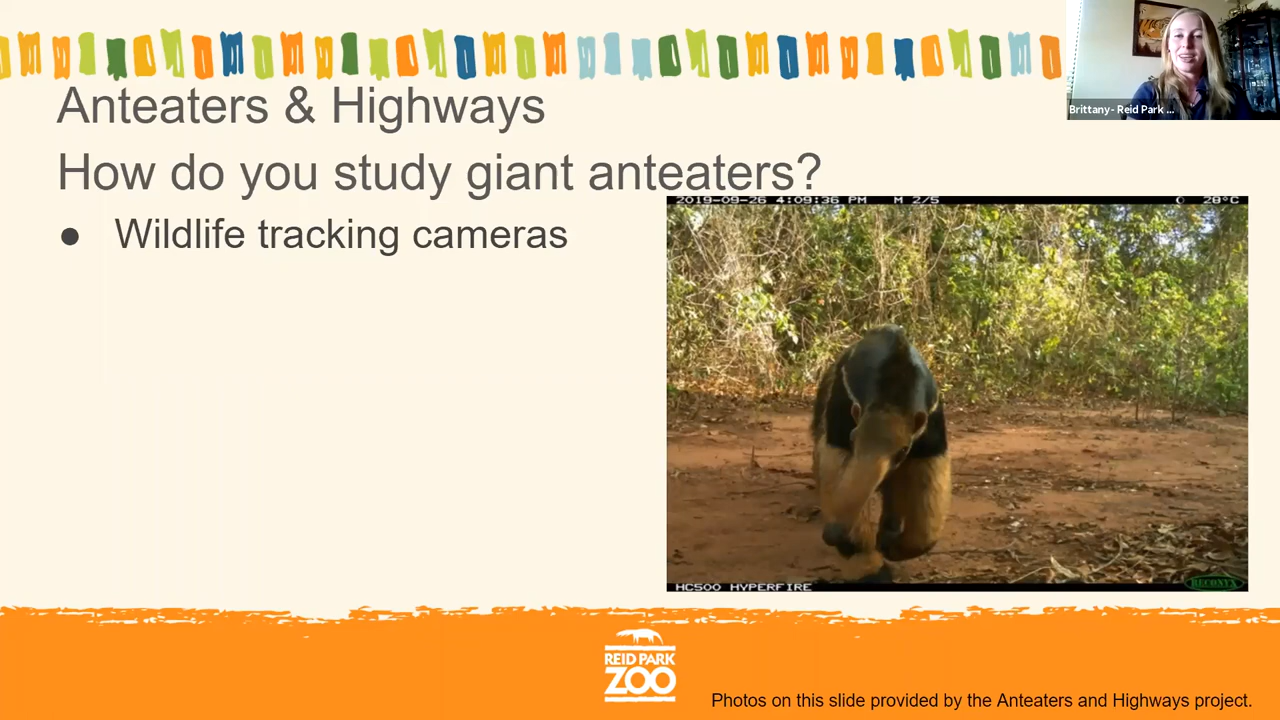 Anteaters & Highways
Brittany- Reid Park ...
How do you study giant anteaters?
● Wildlife tracking cameras
2019-09-26 4:09:36 PM M 2/5 28°C
HC500 HYPERFIRE
RECONYX
REID PARK
ZOO
Photos on this slide provided by the Anteaters and Highways project.